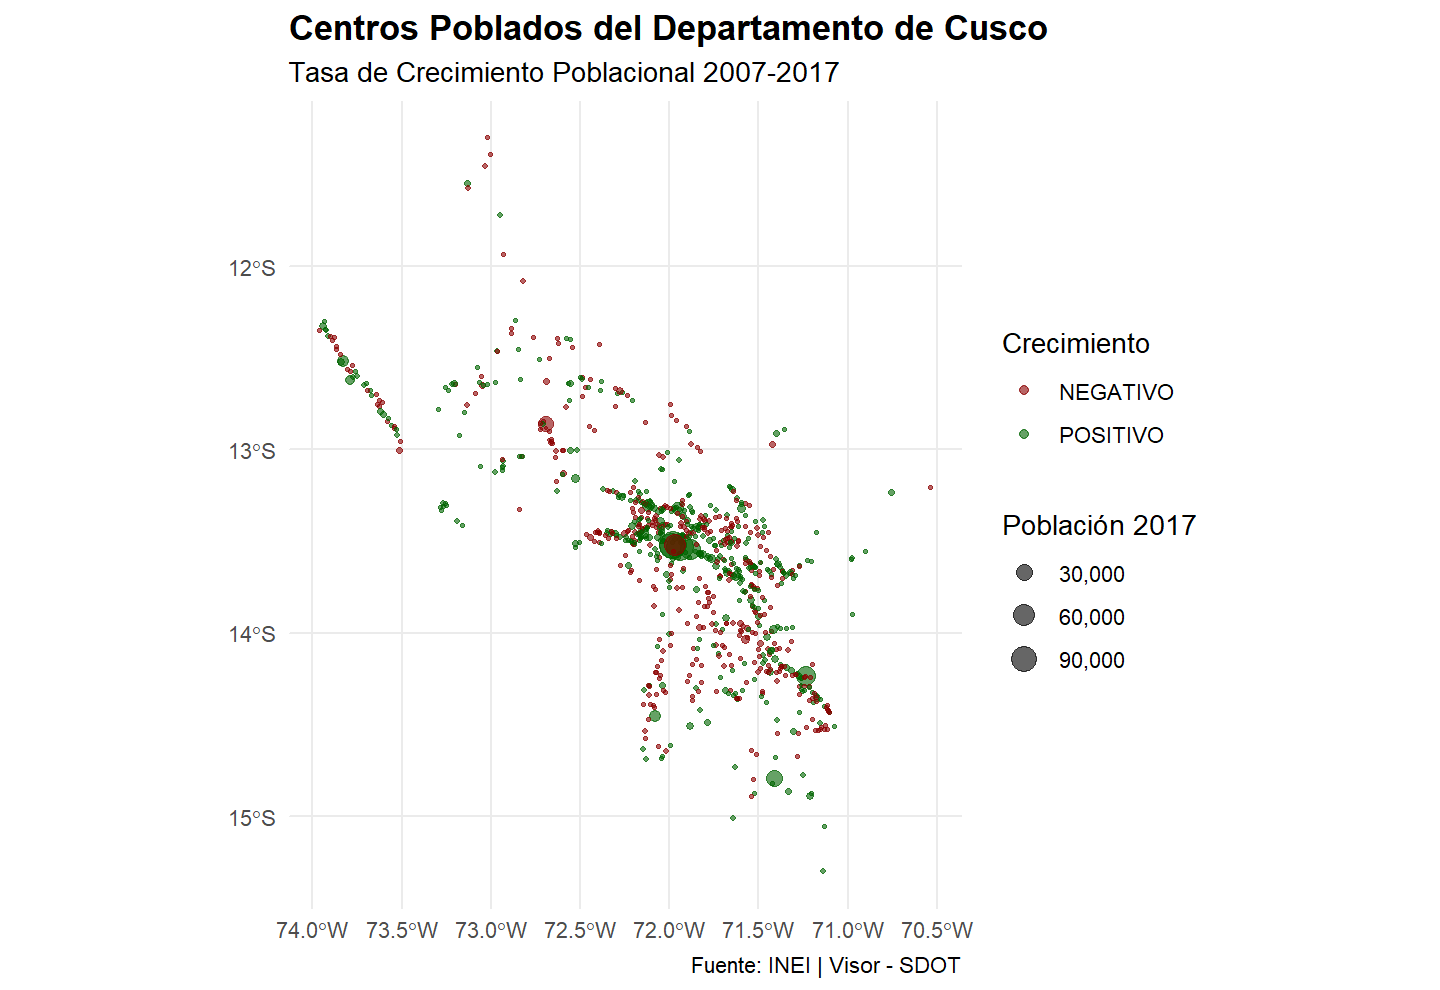 Centros Poblados del Departamento de Cusco
Tasa de Crecimiento Poblacional 2007-2017
12°S
13°S
14°S
15°S
74.0°W 73.5°W 73.0°W 72.5°W 72.0°W 71.5°W 71.0°W 70.5°W
Crecimiento
NEGATIVO
POSITIVO
Población 2017
30,000
60,000
90,000
Fuente: INEI | Visor - SDOT